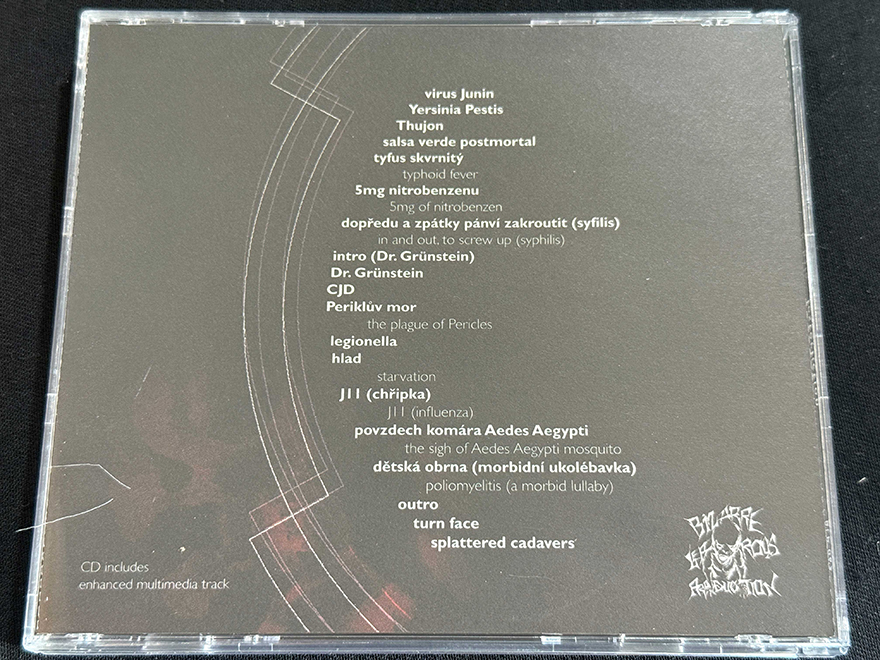 virus Junin
Yersinia Pestis
Thujon
salsa verde postmortal
tyfus skvrnitý
typhoid fever
5mg nitrobenzenu
5mg of nitrobenzen
dopředu a zpátky pánví zakroutit (syfilis)
in and out, to screw up (syphilis)
intro (Dr. Grünstein)
Dr. Grünstein
CJD
Periklův mor
the plague of Pericles
legionella
hlad
starvation
J11 (chřipka)
J11 (influenza)
povzdech komára Aedes Aegypti
the sigh of Aedes Aegypti mosquito
dětská obrna (morbidní ukolébavka)
poliomyelitis (a morbid lullaby)
outro
turn face
splattered cadavers
CD includes
enhanced multimedia track
BIZARRE
LEPROUS
PRODUCTION